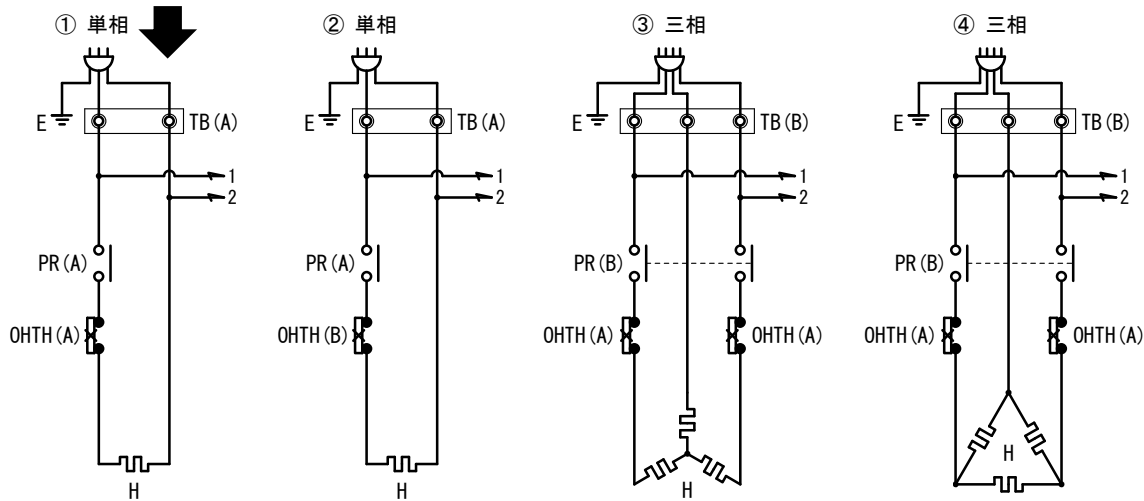 ① 単相
② 単相
③ 三相
④ 三相
E
TB(A)
E
TB(A)
E
TB(B)
E
TB(B)
1
2
1
2
1
2
1
2
PR(A)
PR(A)
PR(B)
PR(B)
OHTH(A)
OHTH(B)
OHTH(A)
OHTH(A)
OHTH(A)
OHTH(A)
H
H
H
H